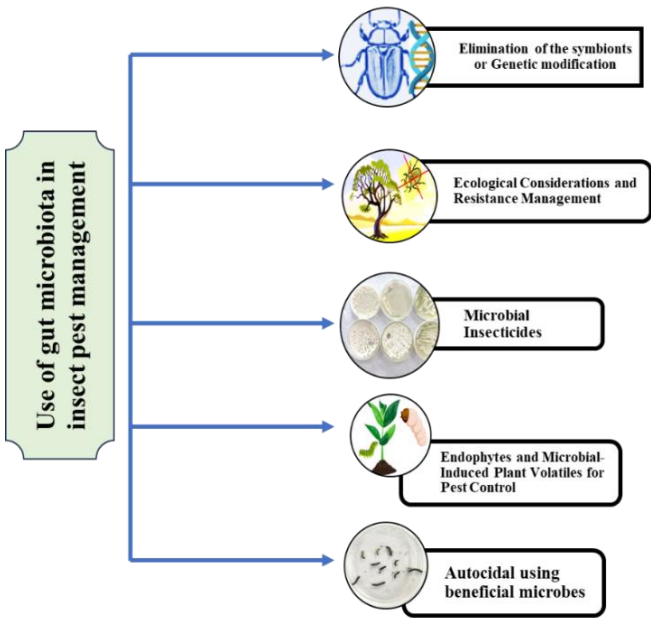 Use of gut microbiota in
insect pest management
Elimination of the symbionts
or Genetic modification
Ecological Considerations and
Resistance Management
Microbial
Insecticides
Endophytes and Microbial-
Induced Plant Volatiles for
Pest Control
Autocidal using
beneficial microbes